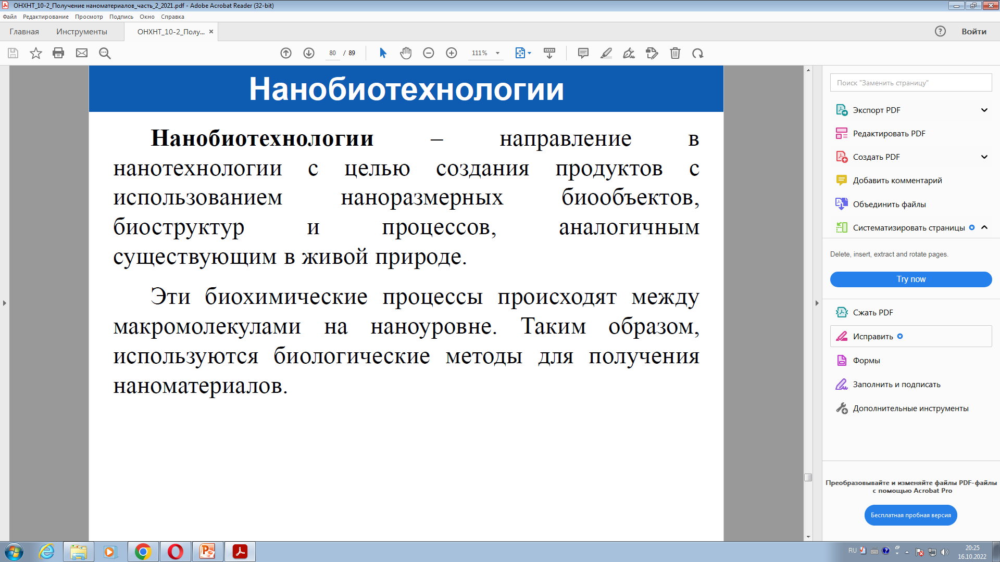 ОНХНТ_10-2_Получение наноматериалов_часть_2_2021.pdf - Adobe Acrobat Reader (32-bit)
Файл Редактирование Просмотр Подпись Окно Справка
Главная Инструменты ОНХНТ_10-2_Полу... Войти
80 / 89 111%
Нанобиотехнологии
Нанобиотехнологии – направление в
нанотехнологии с целью создания продуктов с
использованием наноразмерных биообъектов,
биоструктур и процессов, аналогичным
существующим в живой природе.
Эти биохимические процессы происходят между
макромолекулами на наноуровне. Таким образом,
используются биологические методы для получения
наноматериалов.
Поиск "Заменить страницу"
Экспорт PDF
Редактировать PDF
Создать PDF
Добавить комментарий
Объединить файлы
Систематизировать страницы
Delete, insert, extract and rotate pages.
Try now
Сжать PDF
Исправить
Формы
Заполнить и подписать
Дополнительные инструменты
Преобразовывайте и изменяйте файлы PDF-файлы
с помощью Acrobat Pro
Бесплатная пробная версия
RU
20:25
16.10.2022